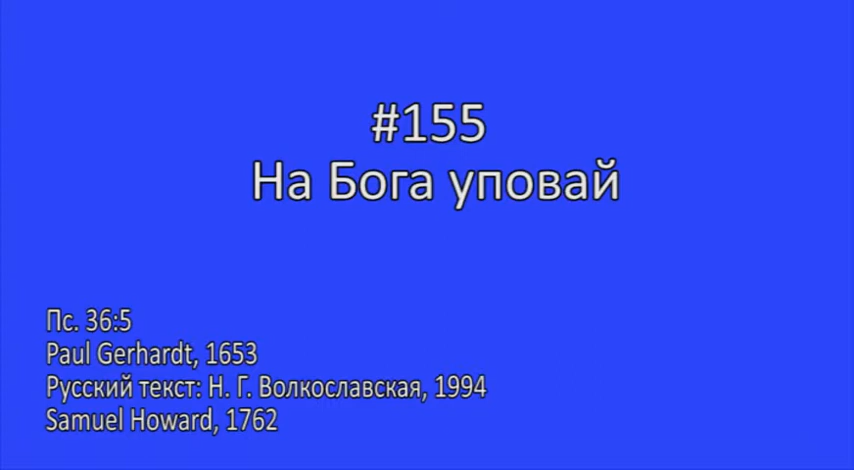 #155
На Бога уповай
Пс. 36:5
Paul Gerhardt, 1653
Русский текст: Н. Г. Волкославская, 1994
Samuel Howard, 1762